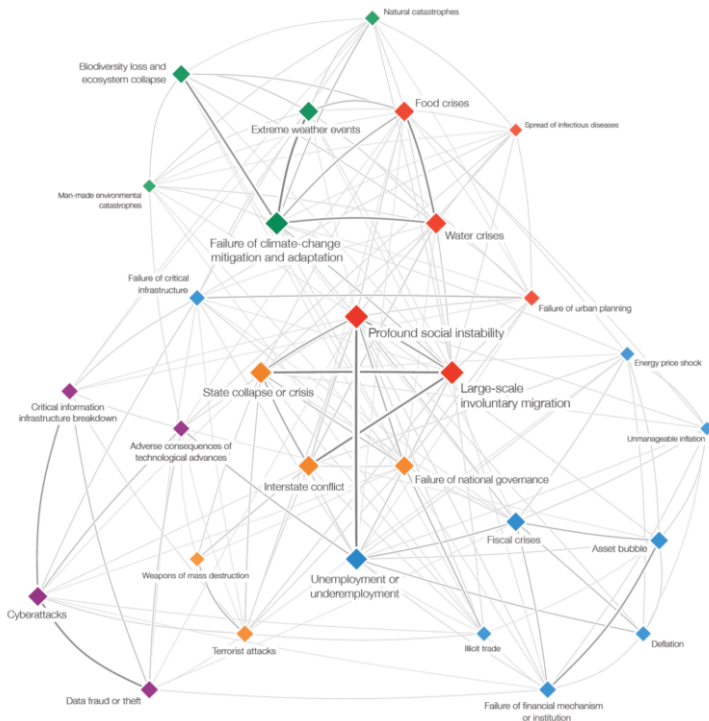 Natural catastrophes
Biodiversity loss and
ecosystem collapse
Food crises
Extreme weather events
Spread of infectious diseases
Man-made environmental
catastrophes
Failure of climate-change
mitigation and adaptation
Water crises
Failure of critical
infrastructure
Failure of urban planning
Profound social instability
Energy price shock
State collapse or crisis
Large-scale
involuntary migration
Critical information
infrastructure breakdown
Adverse consequences of
technological advances
Unmanageable inflation
Interstate conflict
Failure of national governance
Fiscal crises
Asset bubble
Weapons of mass destruction
Unemployment or
underemployment
Cyberattacks
Terrorist attacks
Illicit trade
Deflation
Data fraud or theft
Failure of financial mechanism
or institution